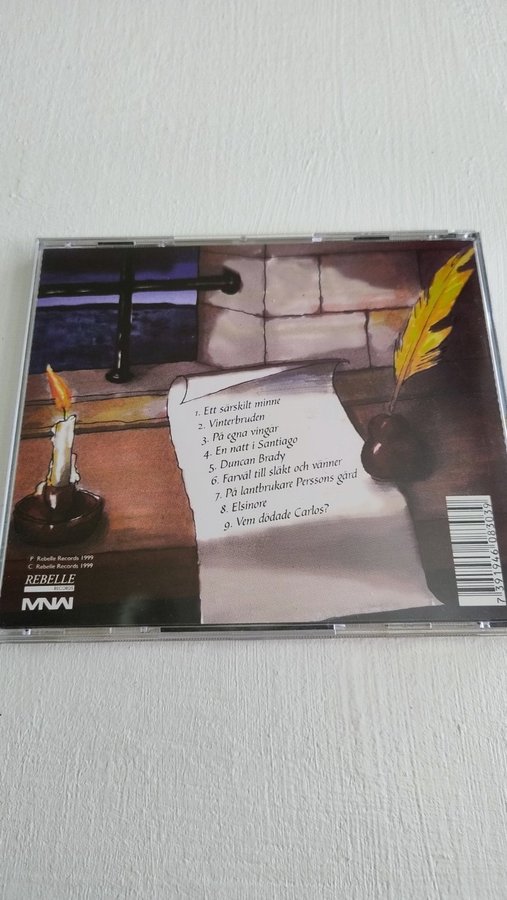 1. Ett särskilt minne
2. Vinterbruden
3. På egna vingar
4. En natt i Santiago
5. Duncan Brady
6. Farväl till släkt och vänner
7. På lantbrukare Perssons gård
8. Elsinore
9. Vem dödade Carlos?
P. Rebelle Records 1999
C. Rebelle Records 1999
REBELLE
RECORDS
MNW
7 391946 083039